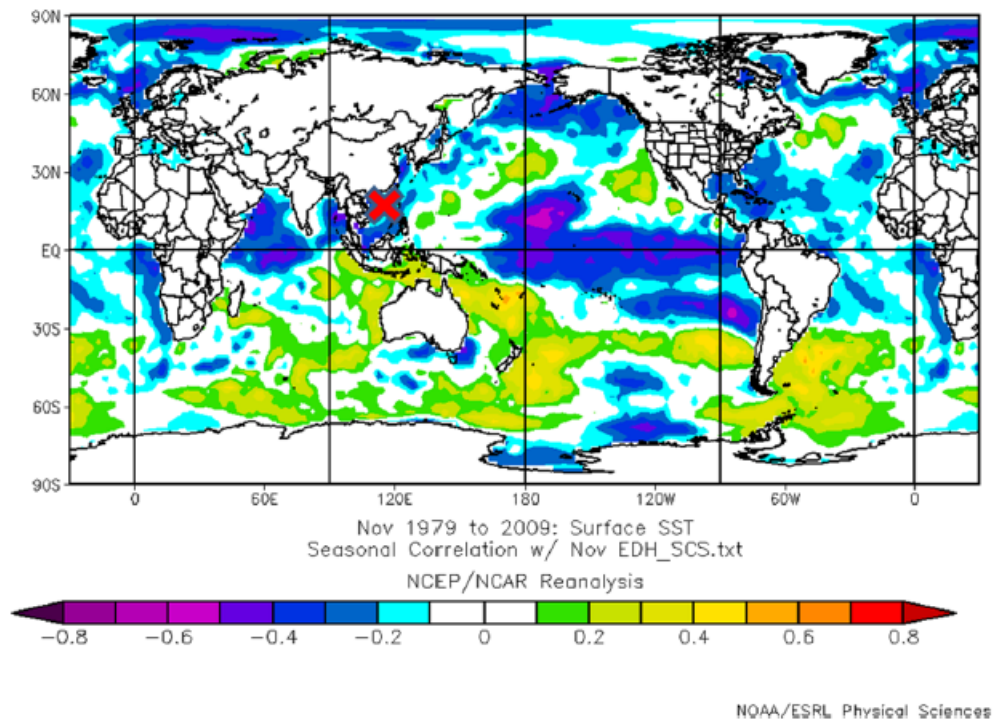 90N
60N
30N
EQ
30S
60S
90S
0 60E 120E 180 120W 60W 0
Nov 1979 to 2009: Surface SST
Seasonal Correlation w/ Nov EDH_SCS.txt
NCEP/NCAR Reanalysis
-0.8 -0.6 -0.4 -0.2 0 0.2 0.4 0.6 0.8
NOAA/ESRL Physical Sciences